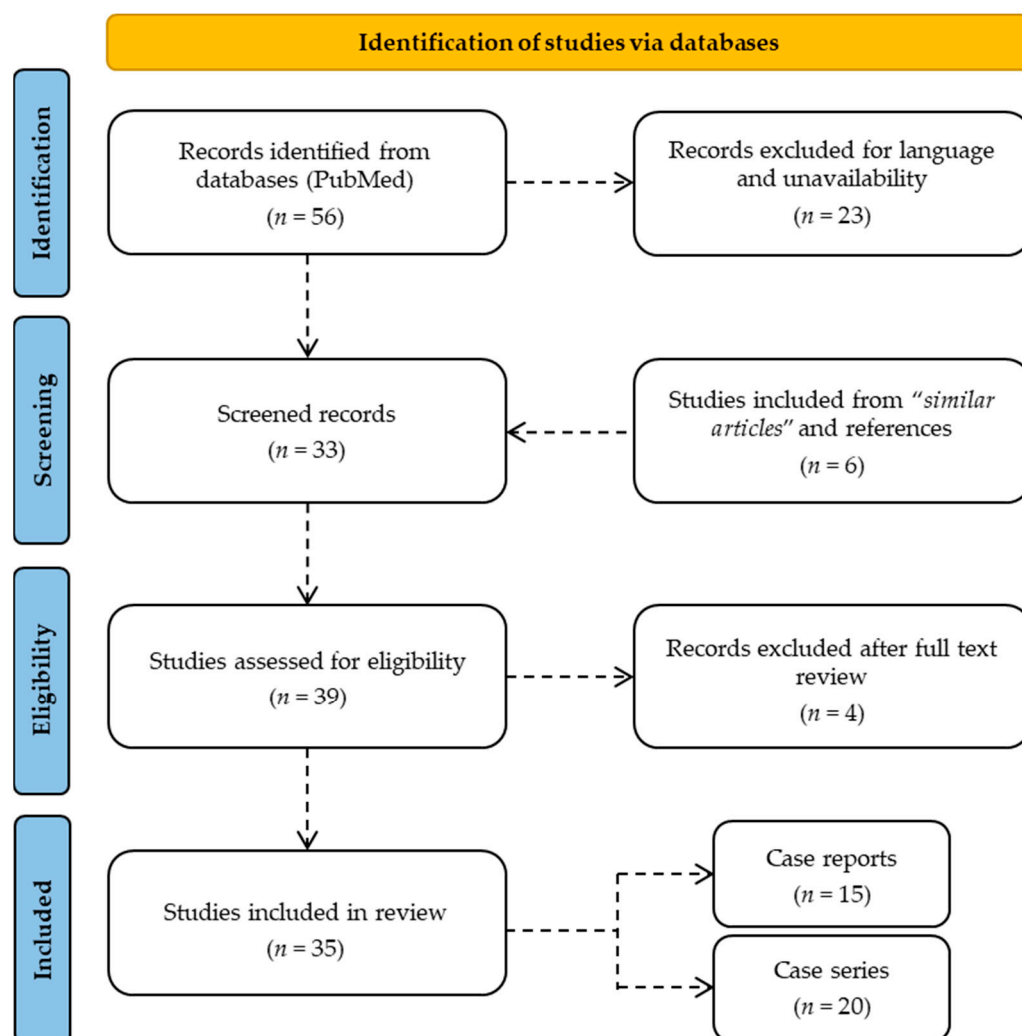 Identification of studies via databases
Identification
Records identified from
databases (PubMed)
(n = 56)
Records excluded for language
and unavailability
(n = 23)
Screening
Screened records
(n = 33)
Studies included from “similar
articles” and references
(n = 6)
Eligibility
Studies assessed for eligibility
(n = 39)
Records excluded after full text
review
(n = 4)
Included
Studies included in review
(n = 35)
Case reports
(n = 15)
Case series
(n = 20)